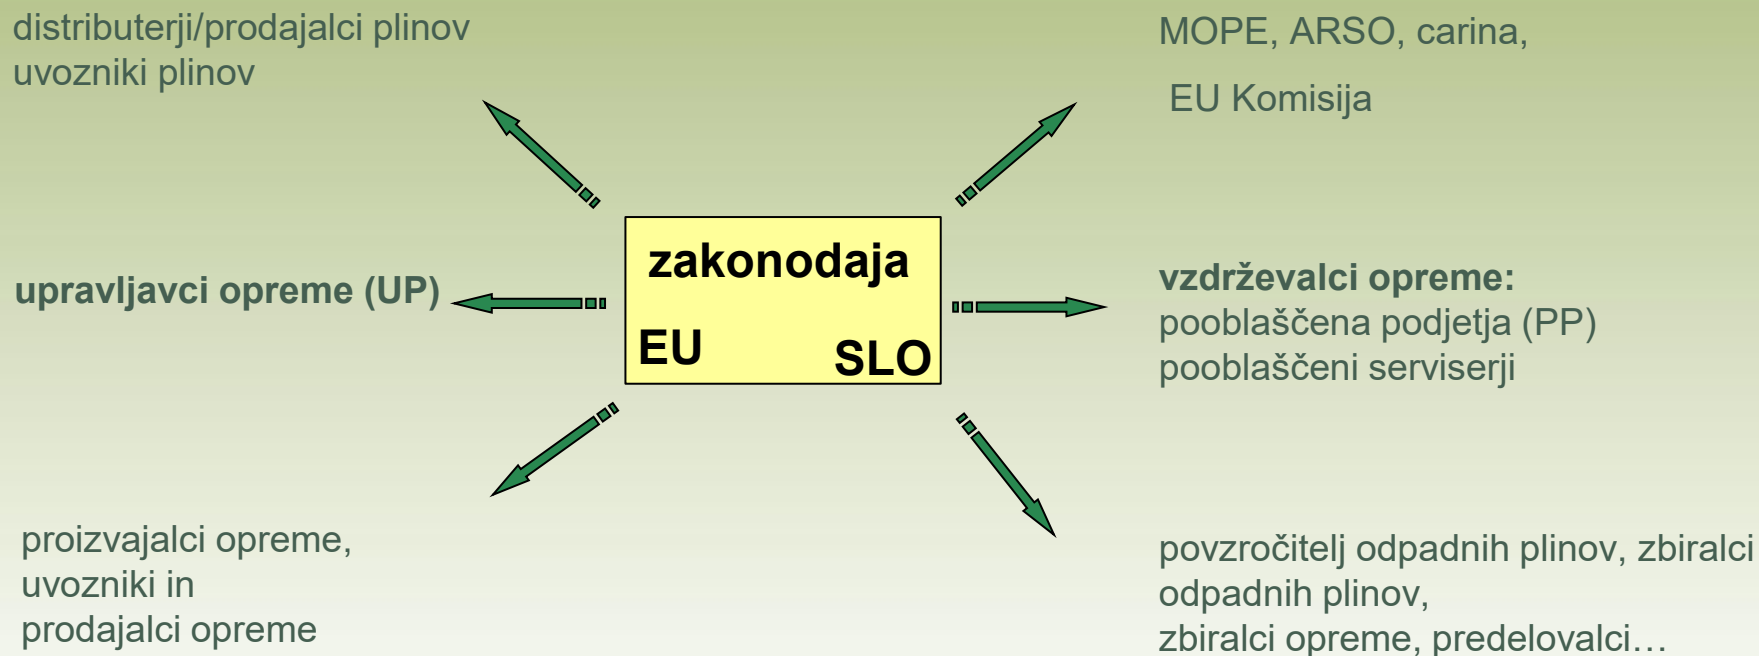 distributerji/prodajalci plinov
uvozniki plinov
MOPE, ARSO, carina,
EU Komisija
upravljavci opreme (UP)
zakonodaja
EU
SLO
vzdrževalci opreme:
pooblaščena podjetja (PP)
pooblaščeni serviserji
proizvajalci opreme,
uvozniki in
prodajalci opreme
povzročitelj odpadnih plinov, zbiralci
odpadnih plinov,
zbiralci opreme, predelovalci…